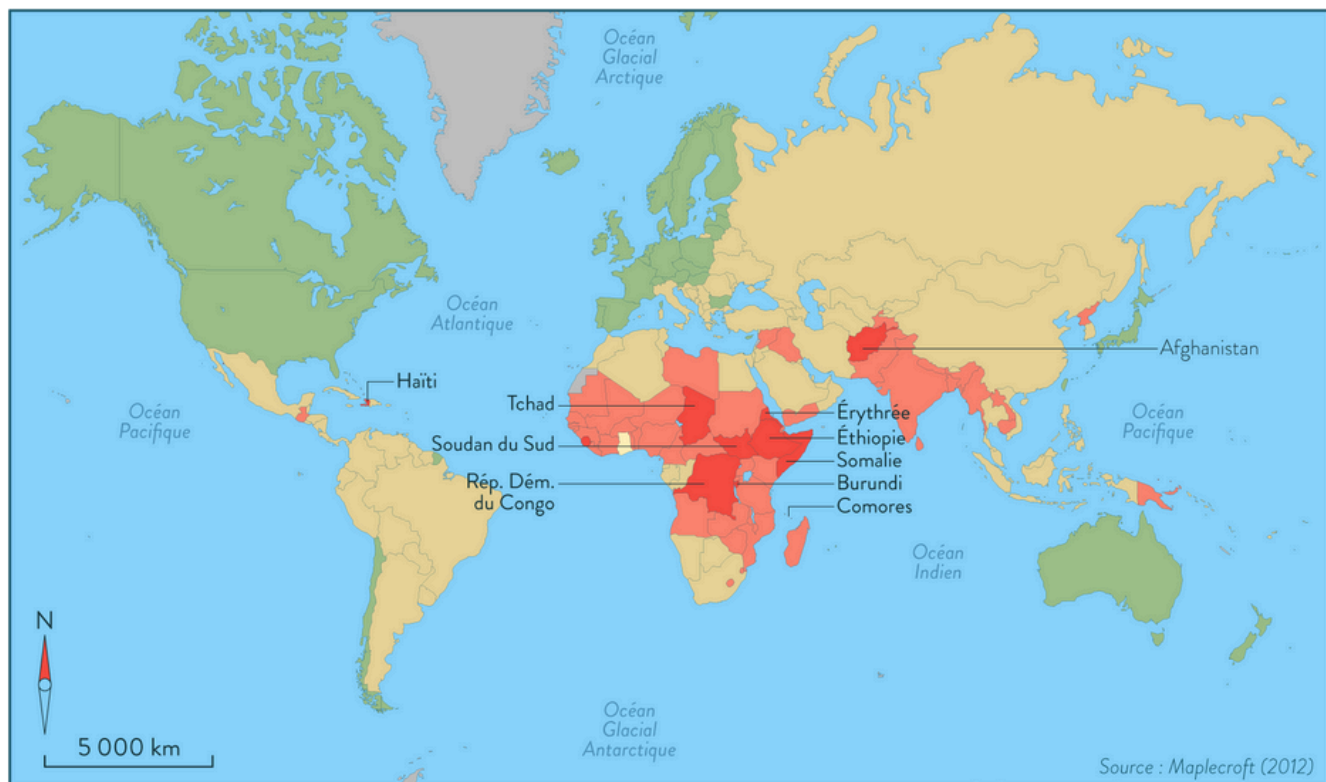 Océan
Glacial
Arctique
Océan
Atlantique
Afghanistan
Haïti
Océan
Pacifique
Tchad
Érythrée
Océan
Pacifique
Soudan du Sud
Éthiopie
Somalie
Rép. Dém.
du Congo
Burundi
Comores
Océan
Indien
N
Océan
Glacial
Antarctique
5 000 km
Source : Maplecroft (2012)